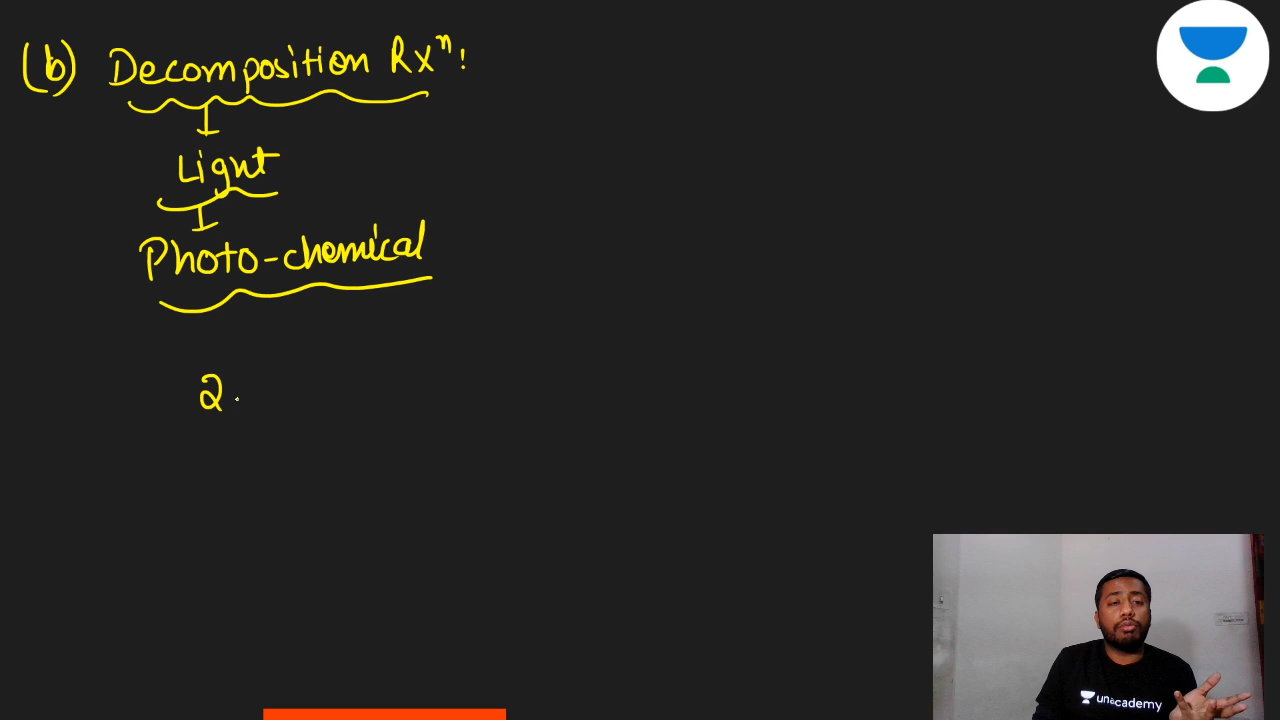 (b) Decomposition Rxⁿ:
Light
Photo-chemical
2
unacademy